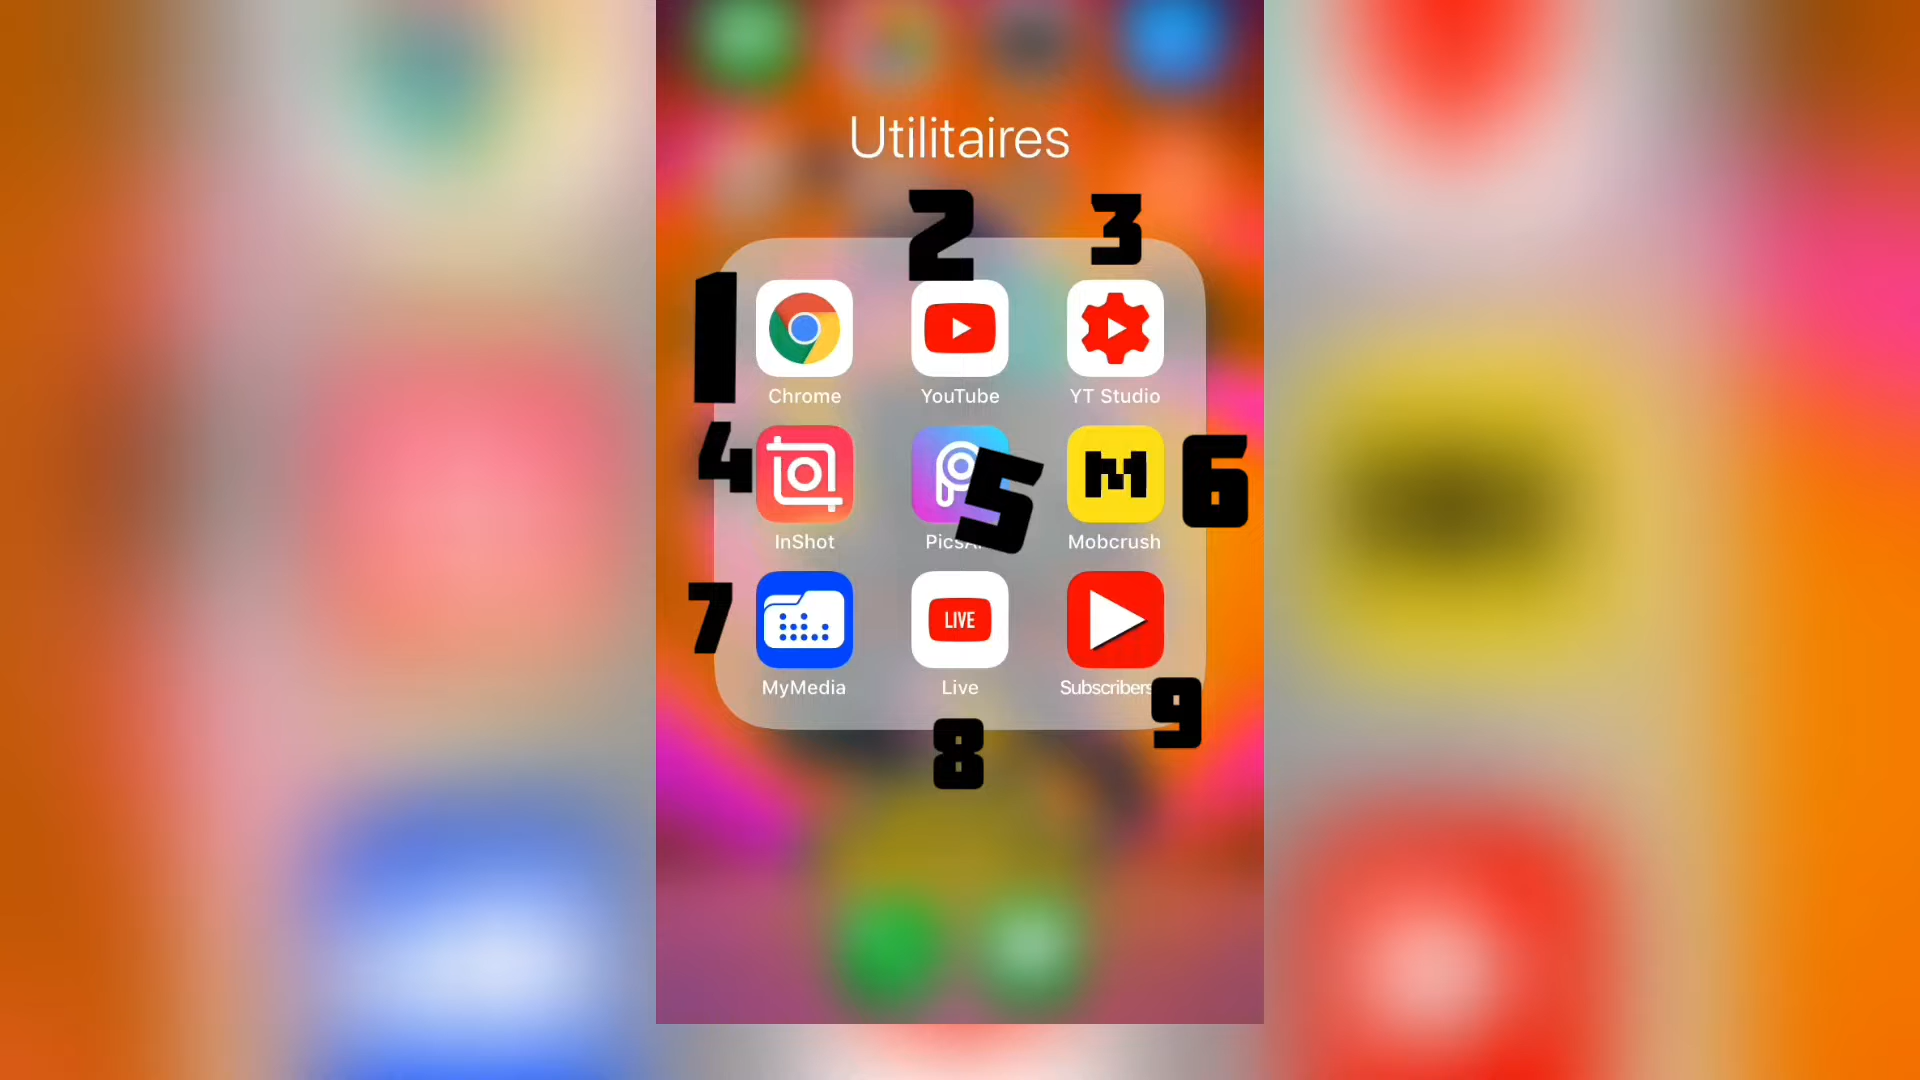 Utilitaires
2 3
1
Chrome YouTube YT Studio
4 5 M 6
InShot Mobcrush
7 LIVE
MyMedia Live Subscribers
9
8